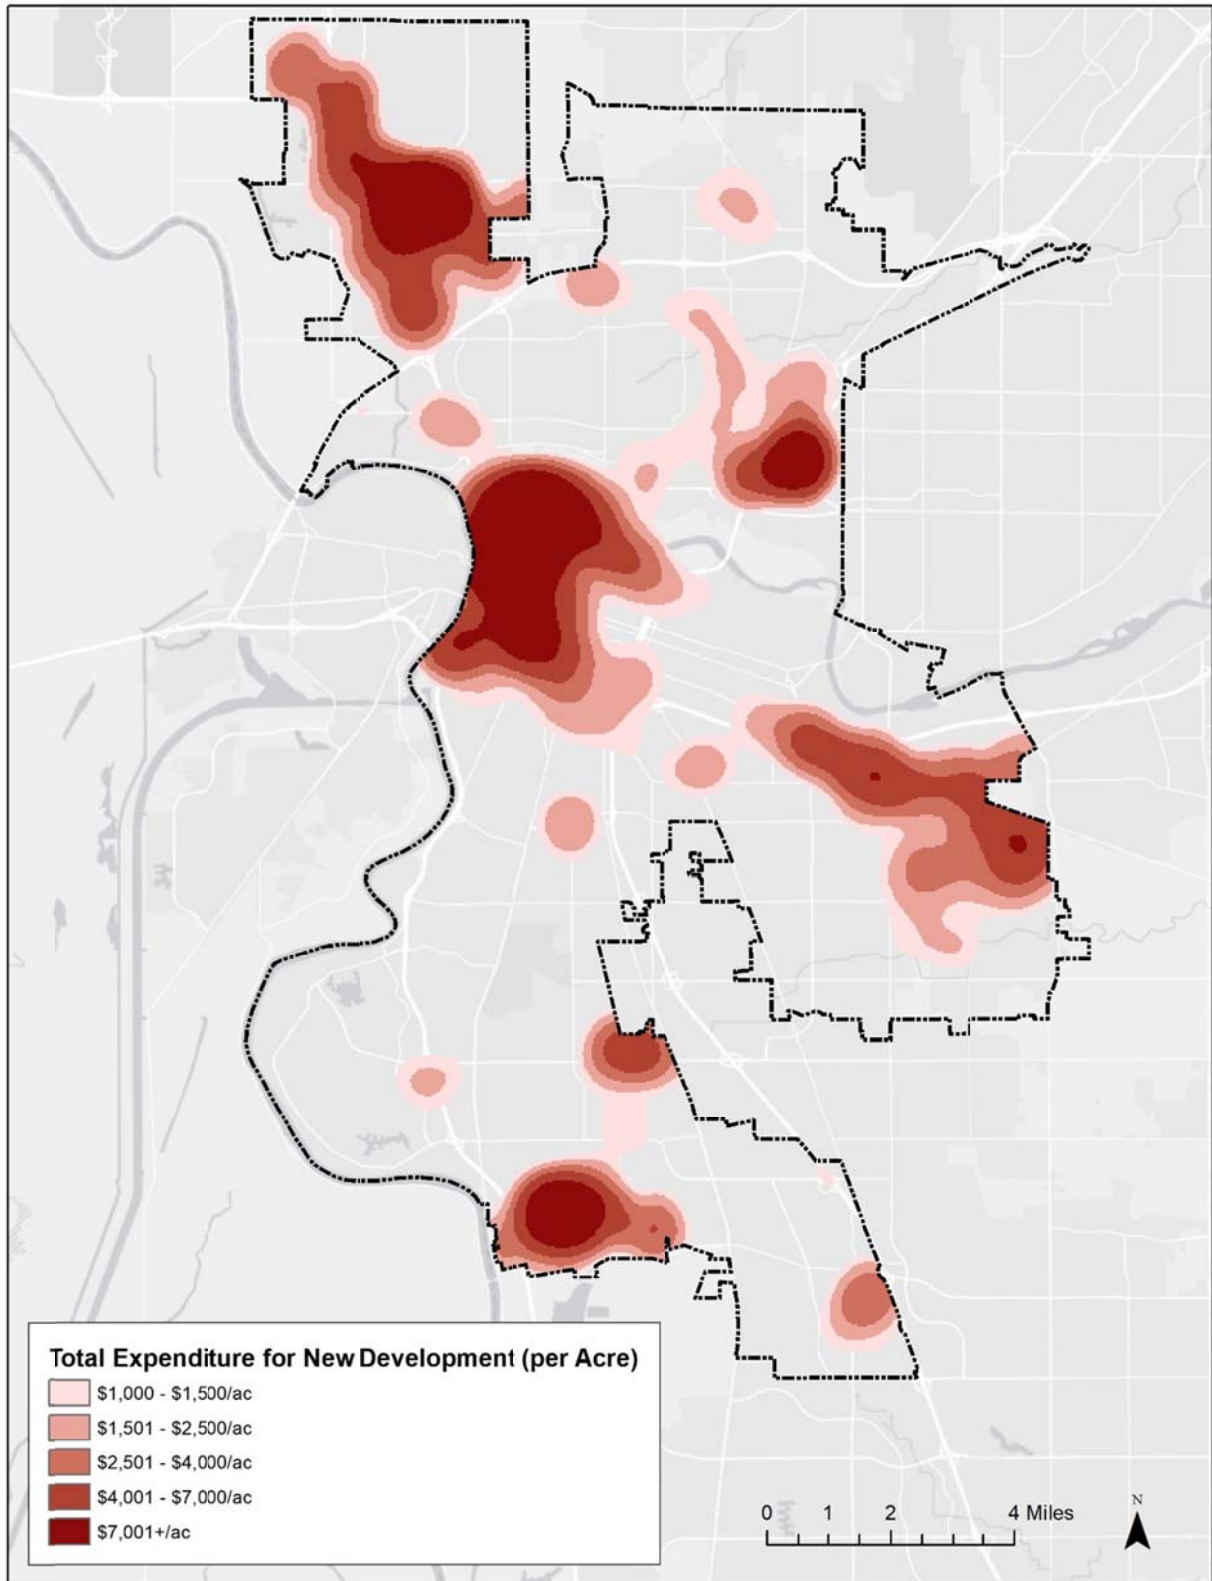 Total Expenditure for New Development (per Acre)
$1,000 - $1,500/ac
$1,501 - $2,500/ac
$2,501 - $4,000/ac
$4,001 - $7,000/ac
$7,001+/ac
0 1 2 4 Miles
N